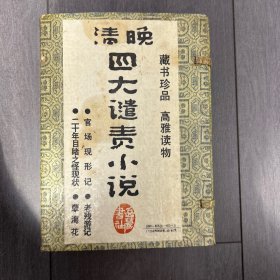 晚清
四大谴责小说
藏书珍品 高雅读物
●官场现形记 ●老残游记
●二十年目睹之怪现状 ●孽海花